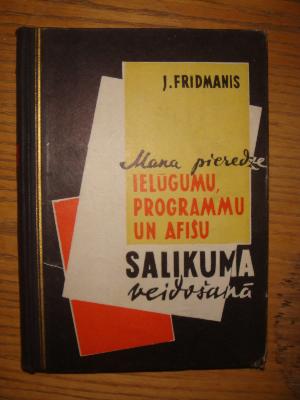 J. FRIDMANIS
Mana pieredze
IELŪGUMU,
PROGRAMMU
UN AFIŠU
SALIKUMA
veidošanā